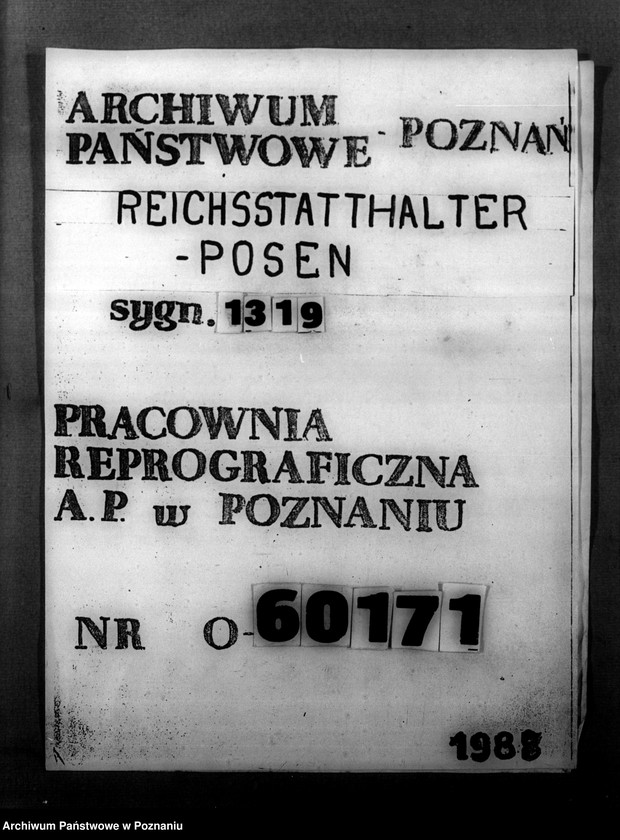 ARCHIWUM
PAŃSTWOWE - POZNAŃ
REICHSSTATTHALTER
-POSEN
sygn. 1319
PRACOWNIA
REPROGRAFICZNA
A.P. w POZNANIU
NR O-60171
Archiwum Państwowe w Poznaniu